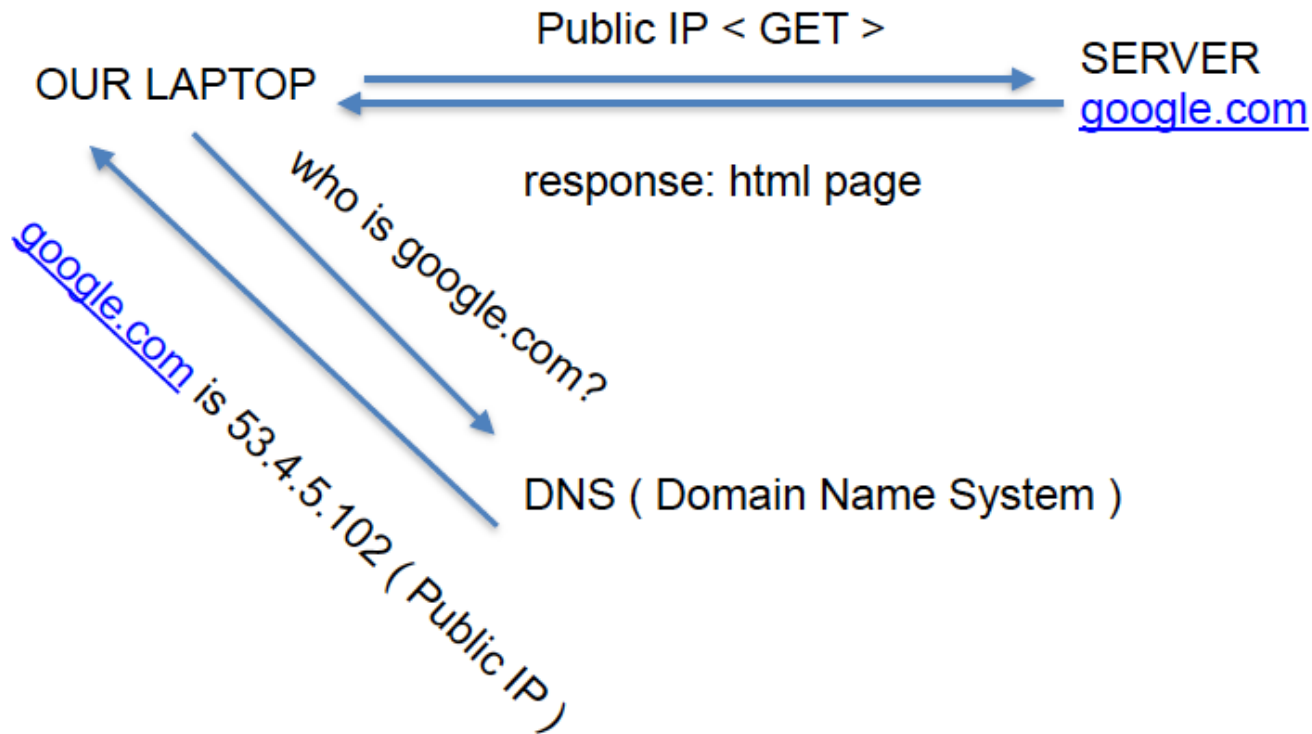 Public IP < GET >
OUR LAPTOP
SERVER
google.com
response: html page
who is google.com?
google.com is 53.4.5.102 ( Public IP )
DNS ( Domain Name System )